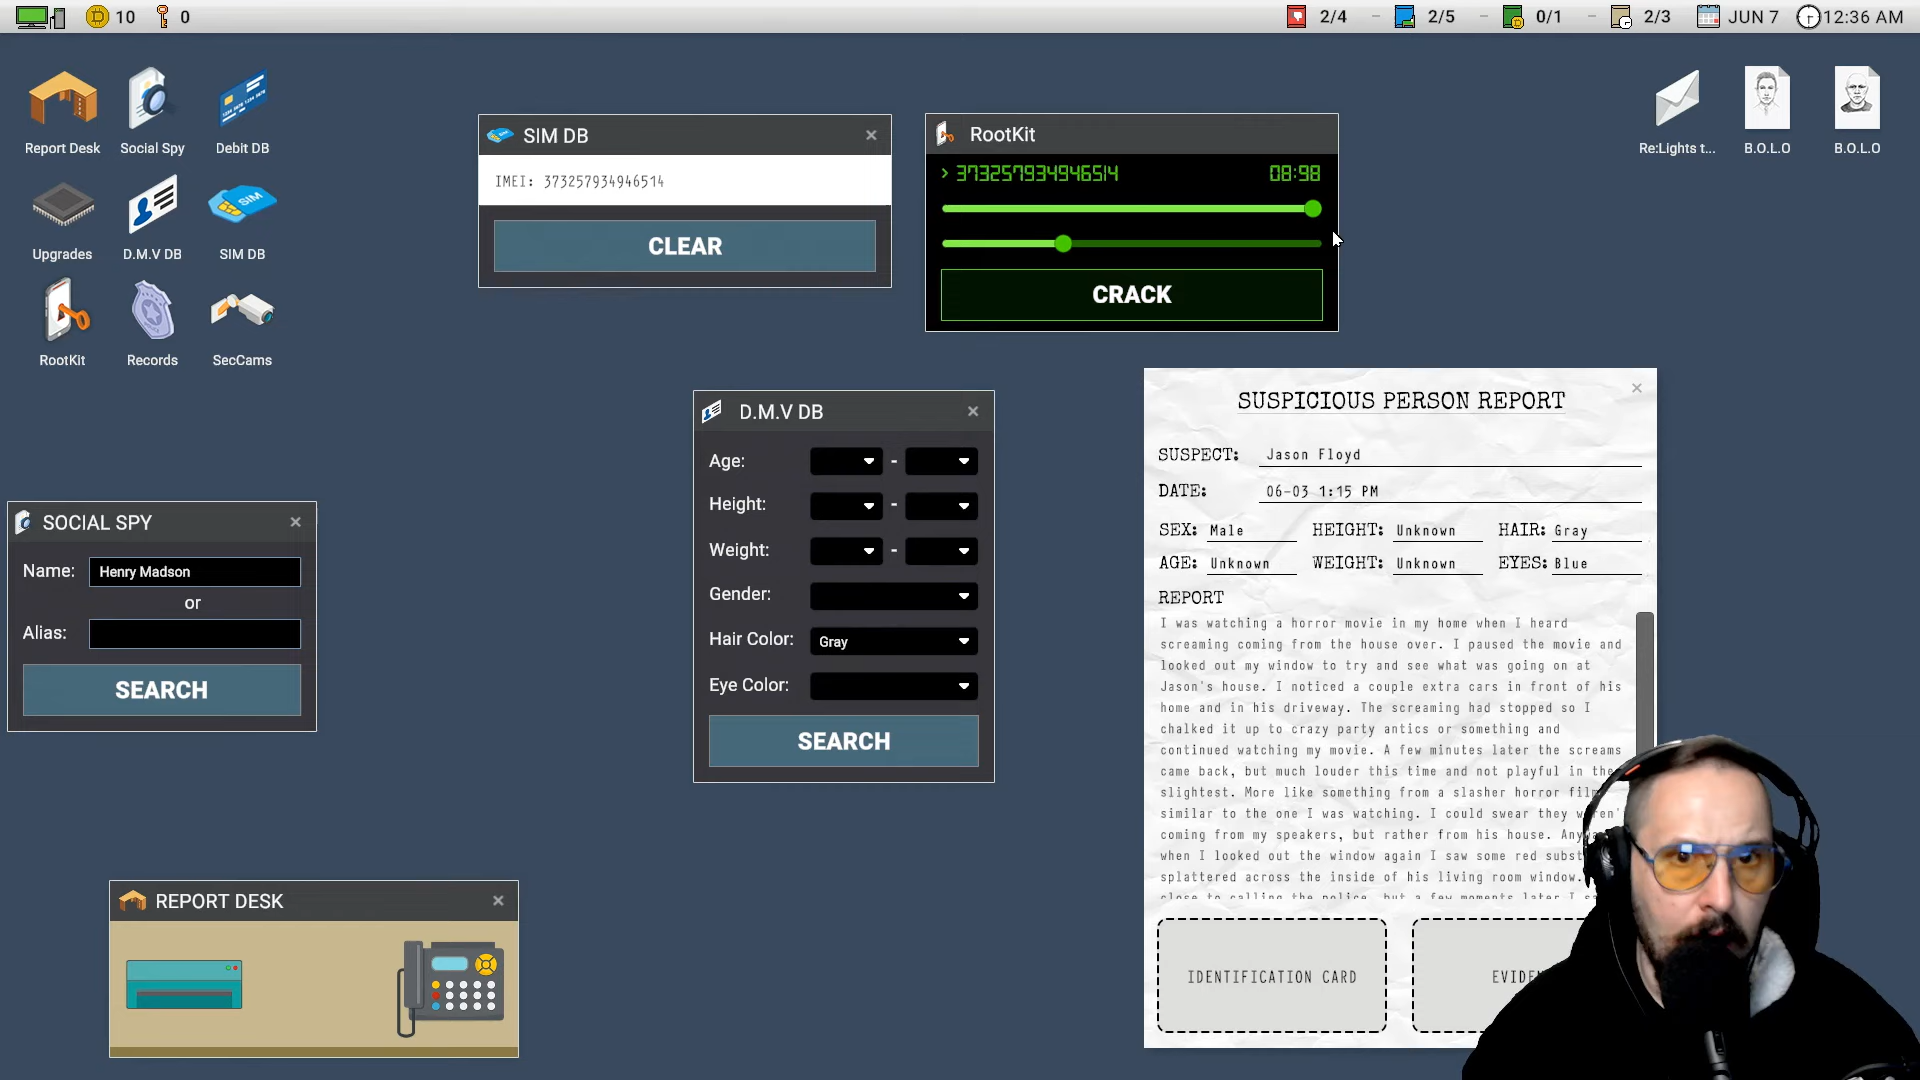 10
0
2/4
2/5
0/1
2/3
JUN 7
12:36 AM
Report Desk
Social Spy
Debit DB
Upgrades
D.M.V DB
SIM DB
SIM
RootKit
Records
SecCams
Re:Lights t...
B.O.L.O
B.O.L.O
SIM DB
IMEI: 373257934946514
CLEAR
RootKit
> 373257934946514
08:98
CRACK
SOCIAL SPY
Name: Henry Madson
or
Alias:
SEARCH
D.M.V DB
Age: -
Height: -
Weight: -
Gender:
Hair Color: Gray
Eye Color:
SEARCH
REPORT DESK
SUSPICIOUS PERSON REPORT
SUSPECT: Jason Floyd
DATE: 06-03 1:15 PM
SEX: Male HEIGHT: Unknown HAIR: Gray
AGE: Unknown WEIGHT: Unknown EYES: Blue
REPORT
I was watching a horror movie in my home when I heard
screaming coming from the house over. I paused the movie and
looked out my window to try and see what was going on at
Jason's house. I noticed a couple extra cars in front of his
home and in his driveway. The screaming had stopped so I
chalked it up to crazy party antics or something and
continued watching my movie. A few minutes later the screams
came back, but much louder this time and not playful in the
slightest. More like something from a slasher horror film
similar to the one I was watching. I could swear they
coming from my speakers, but rather from his house.
when I looked out the window again I saw some red
splattered across the inside of his living room window.
close to calling the police, but a few moments later I
IDENTIFICATION CARD